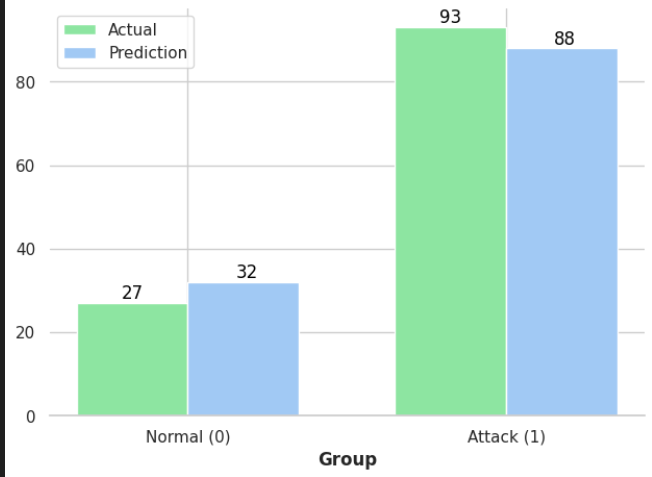 93
Actual
Prediction
88
80
60
40
32
27
20
0
Normal (0)
Attack (1)
Group